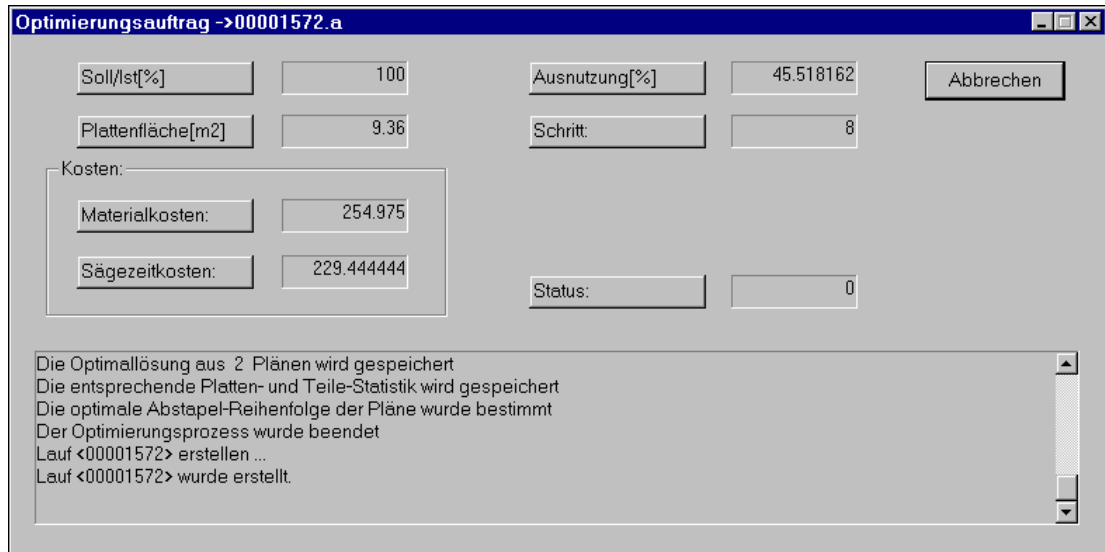 Optimierungsauftrag ->00001572.a
Soll/Ist[%] 100 Ausnutzung[%] 45.518162 Abbrechen
Plattenfläche[m2] 9.36 Schritt: 8
Kosten:
Materialkosten: 254.975
Sägezeitkosten: 229.444444
Status: 0
Die Optimallösung aus 2 Plänen wird gespeichert
Die entsprechende Platten- und Teile-Statistik wird gespeichert
Die optimale Abstapel-Reihenfolge der Pläne wurde bestimmt
Der Optimierungsprozess wurde beendet
Lauf <00001572> erstellen ...
Lauf <00001572> wurde erstellt.